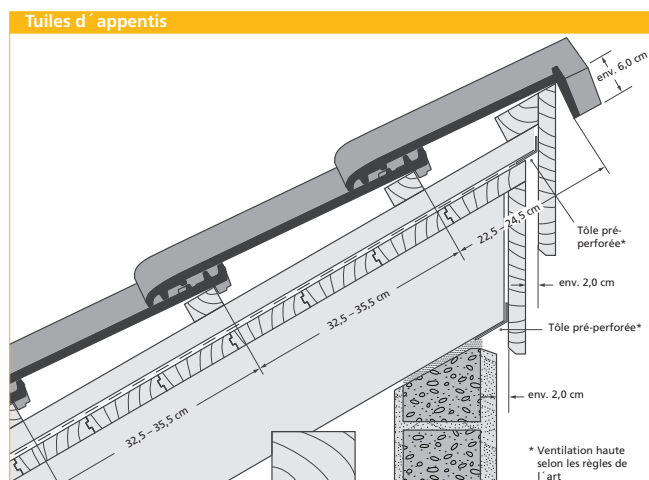 Tuiles d´appentis
env. 6,0 cm
22,5 – 24,5 cm
Tôle pré-
perforée*
env. 2,0 cm
32,5 – 35,5 cm
Tôle pré-perforée*
env. 2,0 cm
32,5 – 35,5 cm
* Ventilation haute
selon les règles de
l´art